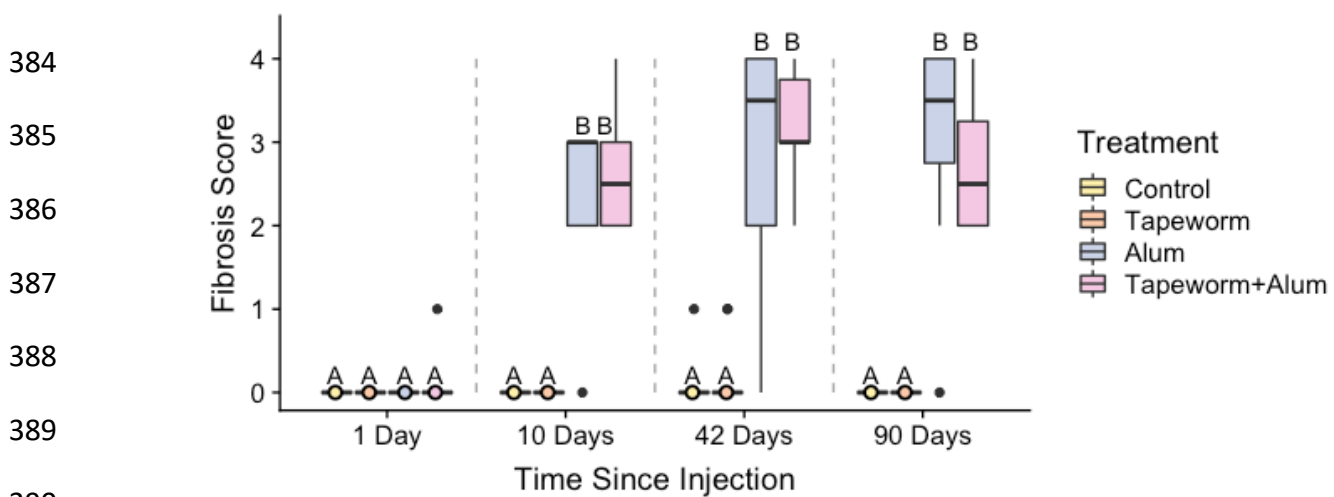 384
385
386
387
388
389
Fibrosis Score
4
3
2
1
0
A A A A
A A B B
A A B B
A A B B
1 Day 10 Days 42 Days 90 Days
Time Since Injection
Treatment
Control
Tapeworm
Alum
Tapeworm+Alum